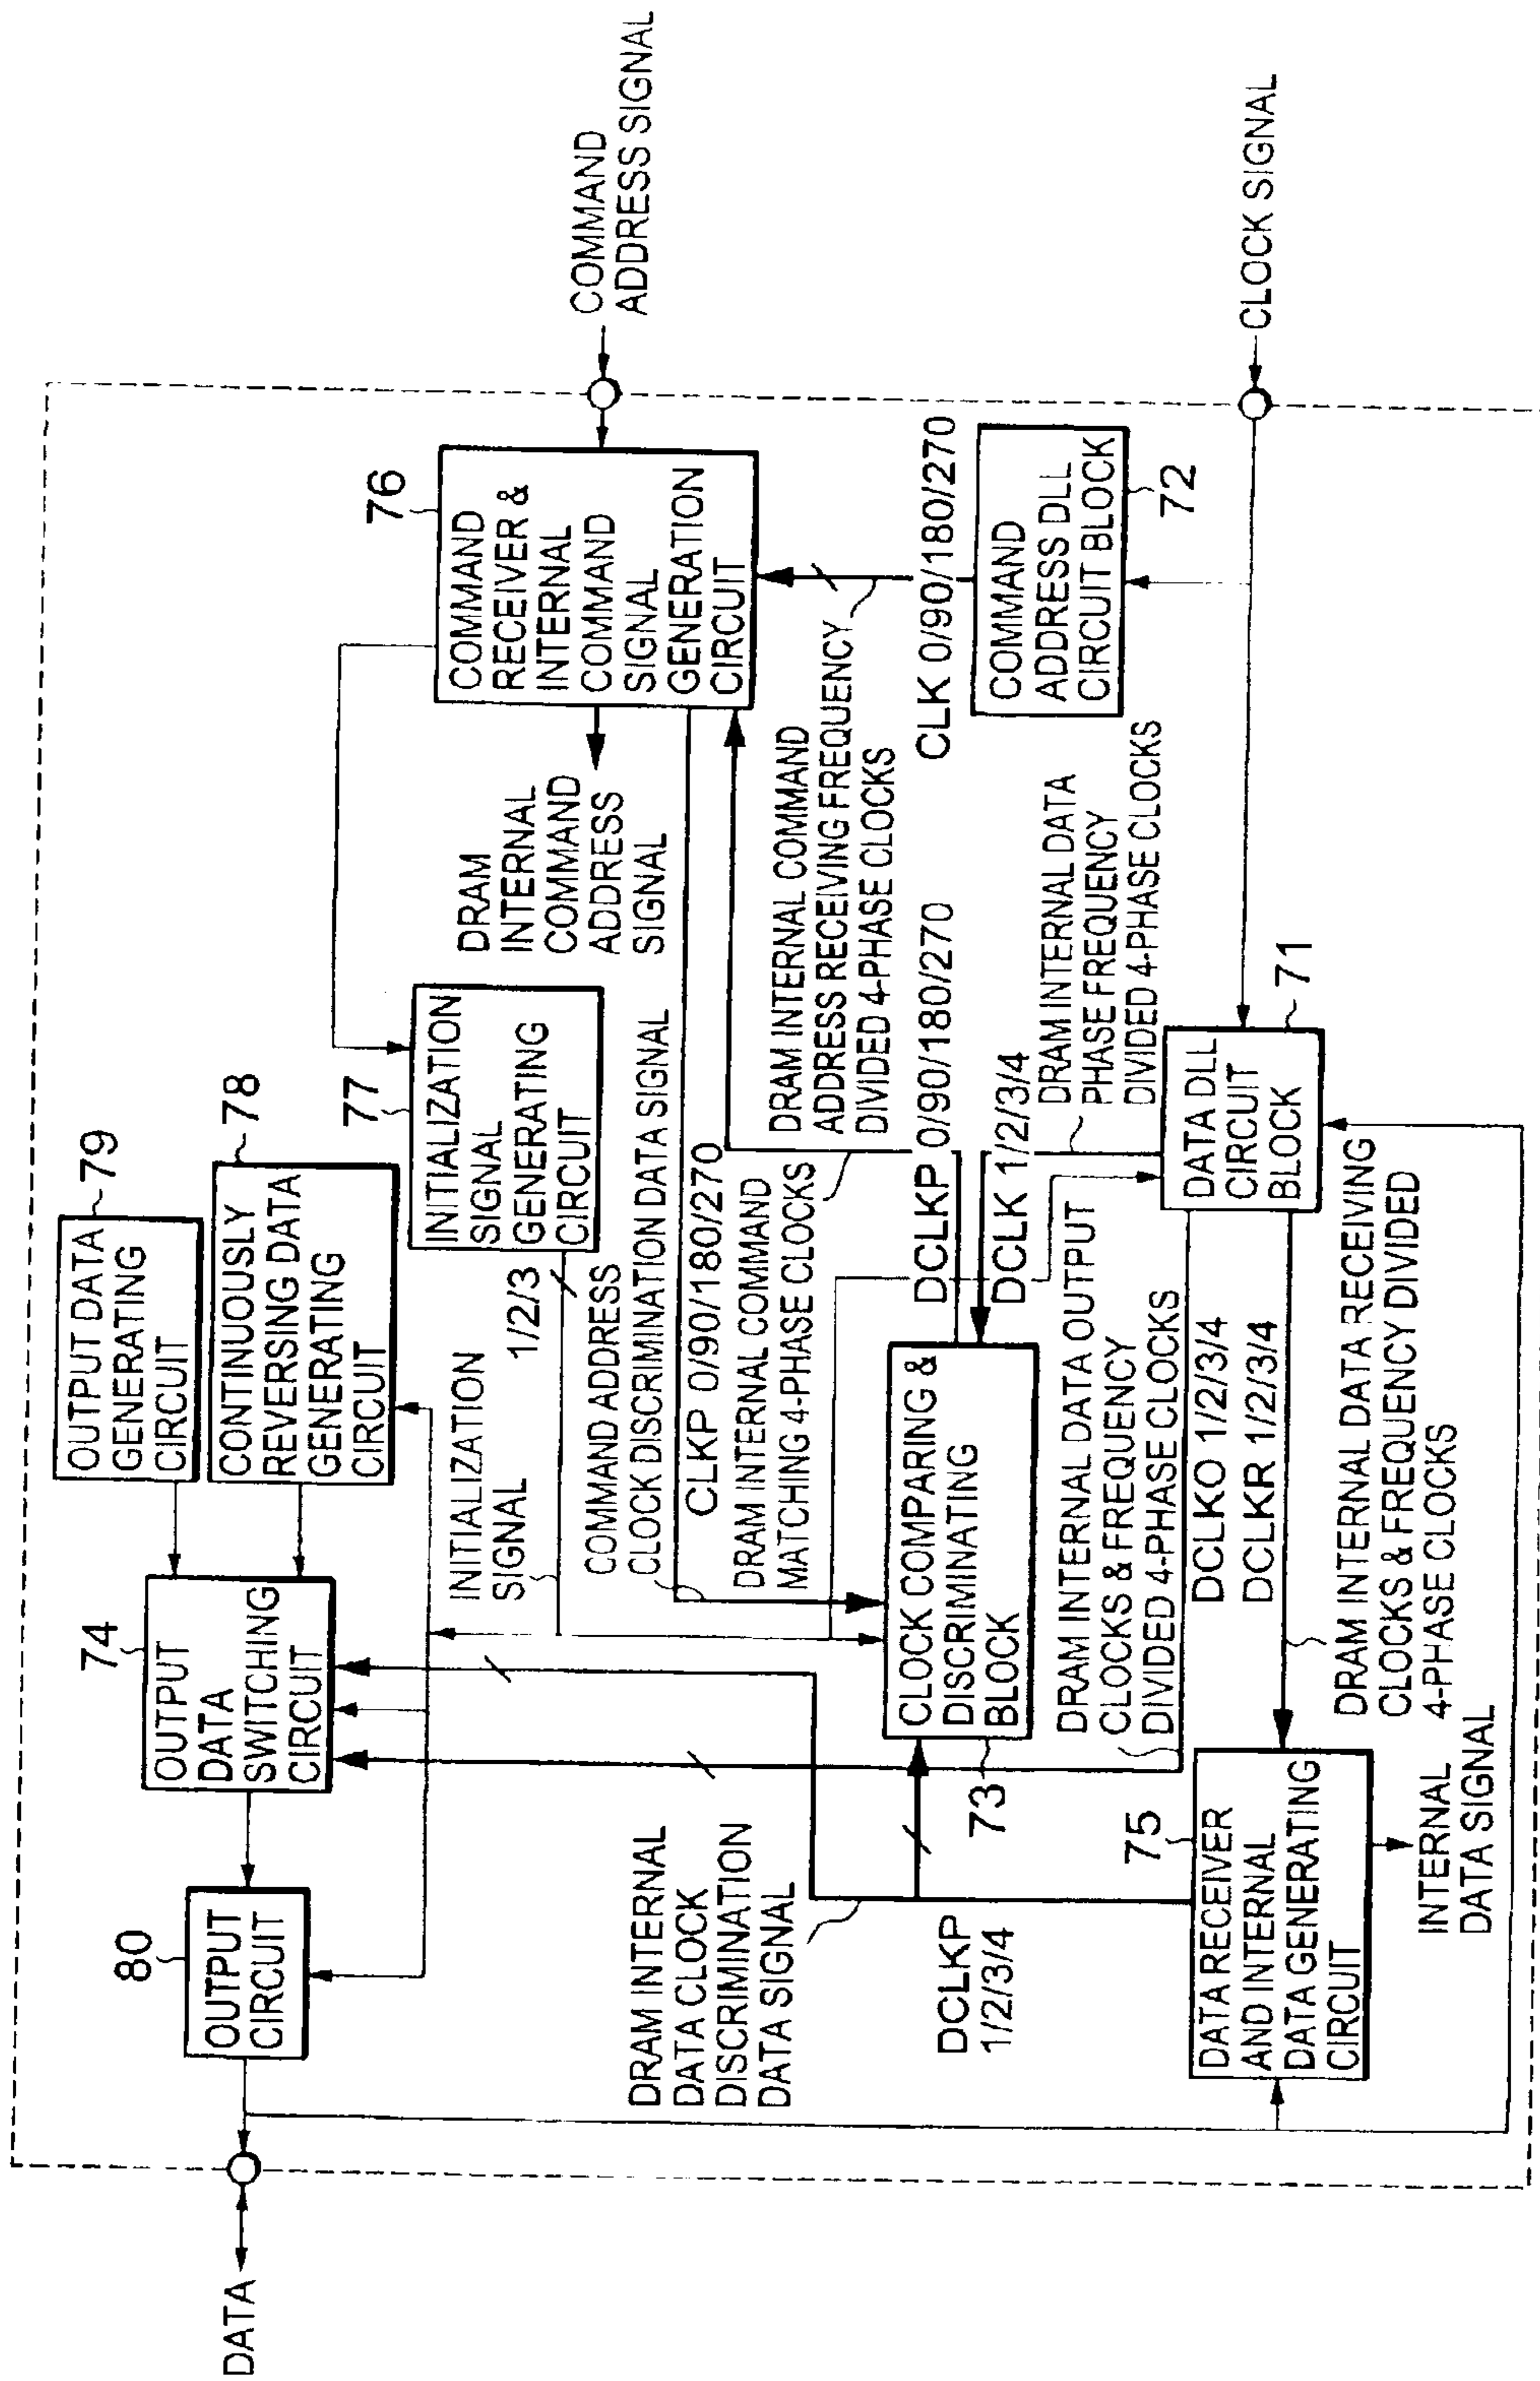 79
OUTPUT DATA
GENERATING
CIRCUIT
78
CONTINUOUSLY
REVERSING DATA
GENERATING
CIRCUIT
80
OUTPUT
CIRCUIT
74
OUTPUT
DATA
SWITCHING
CIRCUIT
DATA
77
INITIALIZATION
SIGNAL
GENERATING
CIRCUIT
1/2/3
INITIALIZATION
SIGNAL
76
COMMAND
RECEIVER &
INTERNAL
COMMAND
SIGNAL
GENERATION
CIRCUIT
COMMAND
ADDRESS SIGNAL
DRAM
INTERNAL
COMMAND
ADDRESS
SIGNAL
COMMAND ADDRESS
CLOCK DISCRIMINATION DATA SIGNAL
CLKP 0/90/180/270
DRAM INTERNAL COMMAND
MATCHING 4-PHASE CLOCKS
DRAM INTERNAL COMMAND
ADDRESS RECEIVING FREQUENCY
DIVIDED 4-PHASE CLOCKS
DRAM INTERNAL
DATA CLOCK
DISCRIMINATION
DATA SIGNAL
CLOCK COMPARING &
DISCRIMINATING
BLOCK
73
DCLKP 0/90/180/270
DCLK 1/2/3/4
CLK 0/90/180/270
COMMAND
ADDRESS DLL
CIRCUIT BLOCK
72
DCLKP
1/2/3/4
DRAM INTERNAL DATA
PHASE FREQUENCY
DIVIDED 4-PHASE CLOCKS
DRAM INTERNAL DATA OUTPUT
CLOCKS & FREQUENCY
DIVIDED 4-PHASE CLOCKS
75
DATA RECEIVER
AND INTERNAL
DATA GENERATING
CIRCUIT
DCLKO 1/2/3/4
DCLKR 1/2/3/4
71
DATA DLL
CIRCUIT
BLOCK
CLOCK SIGNAL
DRAM INTERNAL DATA RECEIVING
CLOCKS & FREQUENCY DIVIDED
4-PHASE CLOCKS
INTERNAL
DATA SIGNAL